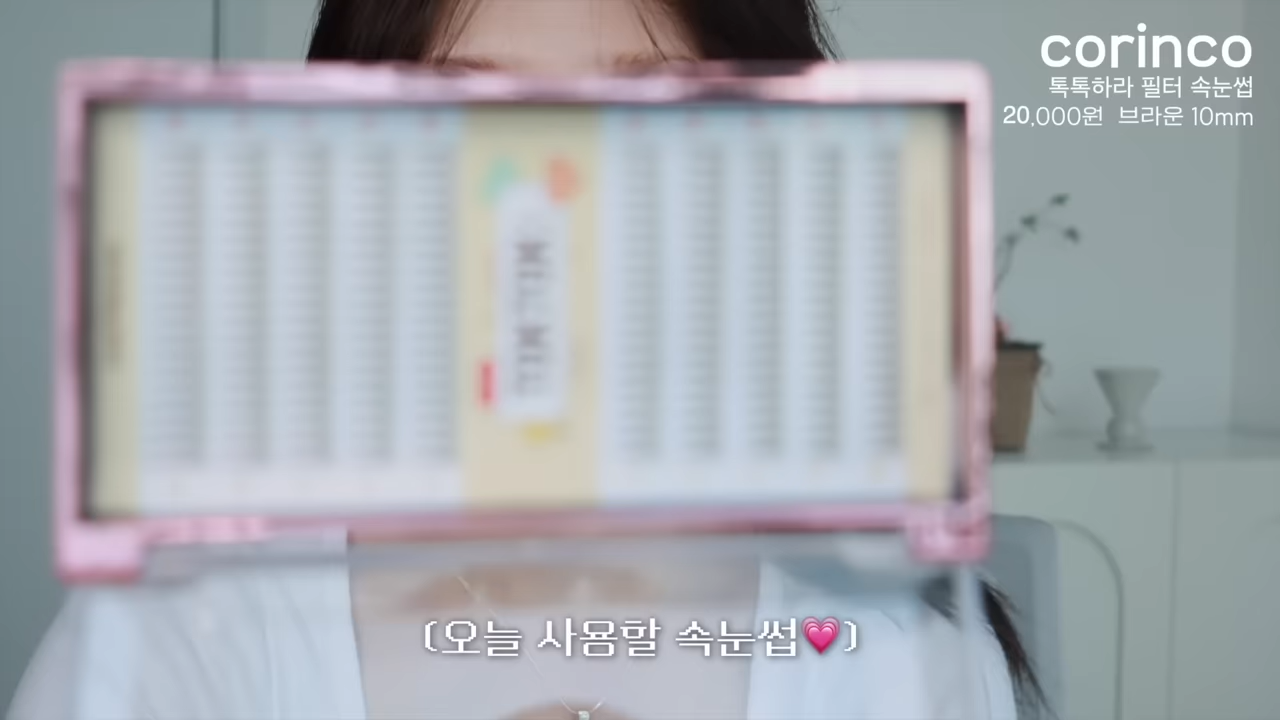 corinco
톡톡하라 필터 속눈썹
20,000원 브라운 10mm
(오늘 사용할 속눈썹💗)